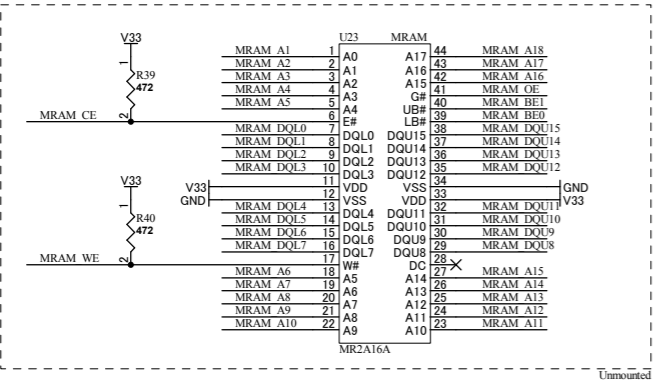 U23 MRAM
V33
1
R39
472
2
MRAM_CE
MRAM_A1 1 A0 A17 44 MRAM_A18
MRAM_A2 2 A1 A16 43 MRAM_A17
MRAM_A3 3 A2 A15 42 MRAM_A16
MRAM_A4 4 A3 G# 41 MRAM_OE
MRAM_A5 5 A4 UB# 40 MRAM_BE1
6 E# LB# 39 MRAM_BE0
MRAM_DQL0 7 DQL0 DQU15 38 MRAM_DQU15
MRAM_DQL1 8 DQL1 DQU14 37 MRAM_DQU14
MRAM_DQL2 9 DQL2 DQU13 36 MRAM_DQU13
MRAM_DQL3 10 DQL3 DQU12 35 MRAM_DQU12
V33 11 VDD VSS 34 GND
GND 12 VSS VDD 33 V33
MRAM_DQL4 13 DQL4 DQU11 32 MRAM_DQU11
MRAM_DQL5 14 DQL5 DQU10 31 MRAM_DQU10
MRAM_DQL6 15 DQL6 DQU9 30 MRAM_DQU9
MRAM_DQL7 16 DQL7 DQU8 29 MRAM_DQU8
17 W# DC 28
MRAM_A6 18 A5 A14 27 MRAM_A15
MRAM_A7 19 A6 A13 26 MRAM_A14
MRAM_A8 20 A7 A12 25 MRAM_A13
MRAM_A9 21 A8 A11 24 MRAM_A12
MRAM_A10 22 A9 A10 23 MRAM_A11
V33
1
R40
472
2
MRAM_WE
MR2A16A
Unmounted